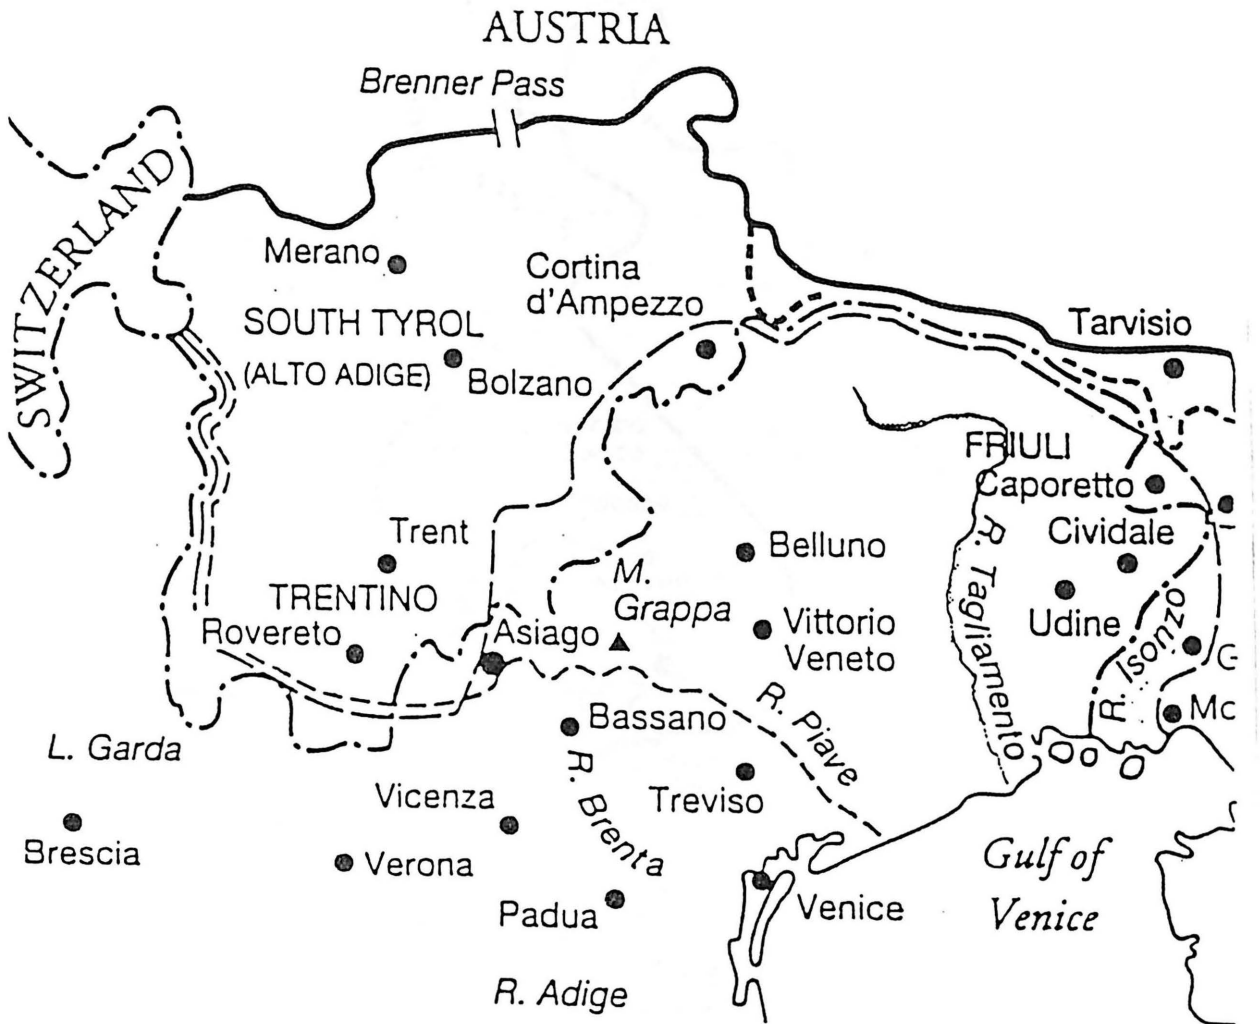 AUSTRIA
Brenner Pass
SWITZERLAND
Merano
Cortina
d'Ampezzo
SOUTH TYROL
(ALTO ADIGE)
Bolzano
Tarvisio
FRIULI
Caporetto
Cividale
Trent
Belluno
M.
Grappa
TRENTINO
Rovereto
Asiago
Vittorio
Veneto
Udine
R. Tagliamento
R. Isonzo
G
Mc
Bassano
R. Piave
L. Garda
R. Brenta
Vicenza
Treviso
Brescia
Verona
Padua
Venice
Gulf of
Venice
R. Adige